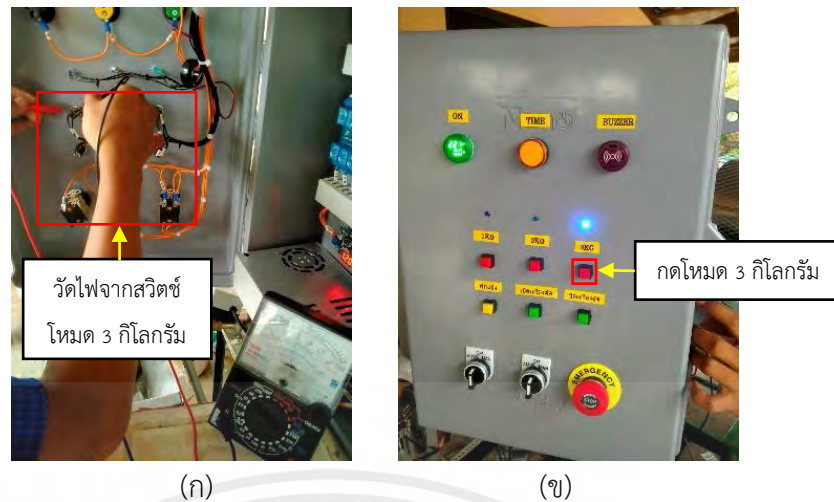 วัดไฟจากสวิตช์
โหมด 3 กิโลกรัม
ON
TIME
BUZZER
1KG
2KG
3KG
กดโหมด 3 กิโลกรัม
EMERGENCY
STOP
(ก)
(ข)